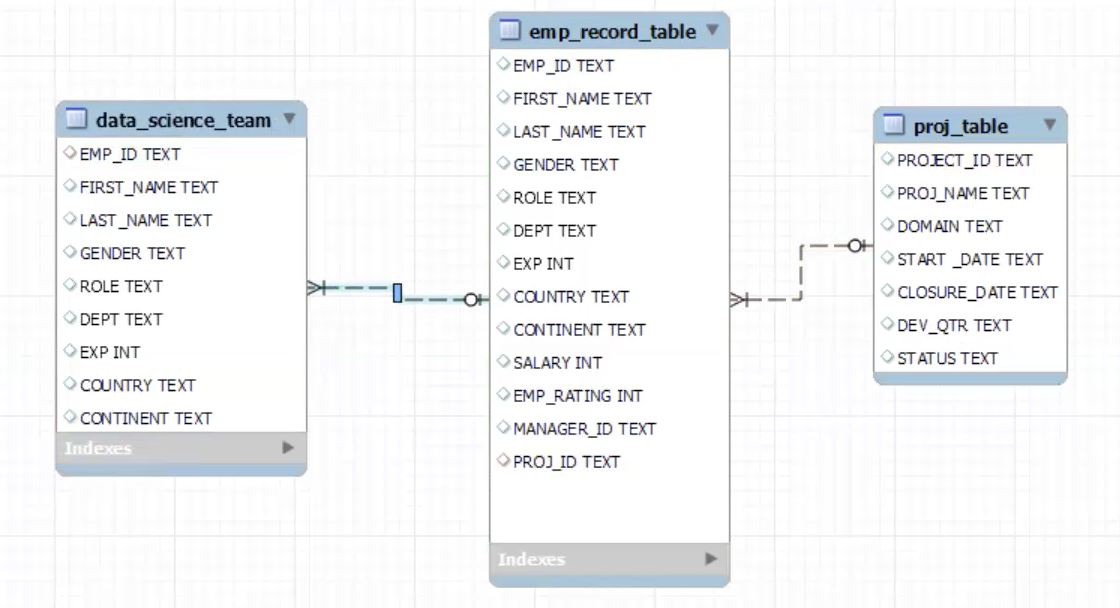 data_science_team
EMP_ID TEXT
FIRST_NAME TEXT
LAST_NAME TEXT
GENDER TEXT
ROLE TEXT
DEPT TEXT
EXP INT
COUNTRY TEXT
CONTINENT TEXT
Indexes
emp_record_table
EMP_ID TEXT
FIRST_NAME TEXT
LAST_NAME TEXT
GENDER TEXT
ROLE TEXT
DEPT TEXT
EXP INT
COUNTRY TEXT
CONTINENT TEXT
SALARY INT
EMP_RATING INT
MANAGER_ID TEXT
PROJ_ID TEXT
Indexes
proj_table
PROJECT_ID TEXT
PROJ_NAME TEXT
DOMAIN TEXT
START _DATE TEXT
CLOSURE_DATE TEXT
DEV_QTR TEXT
STATUS TEXT